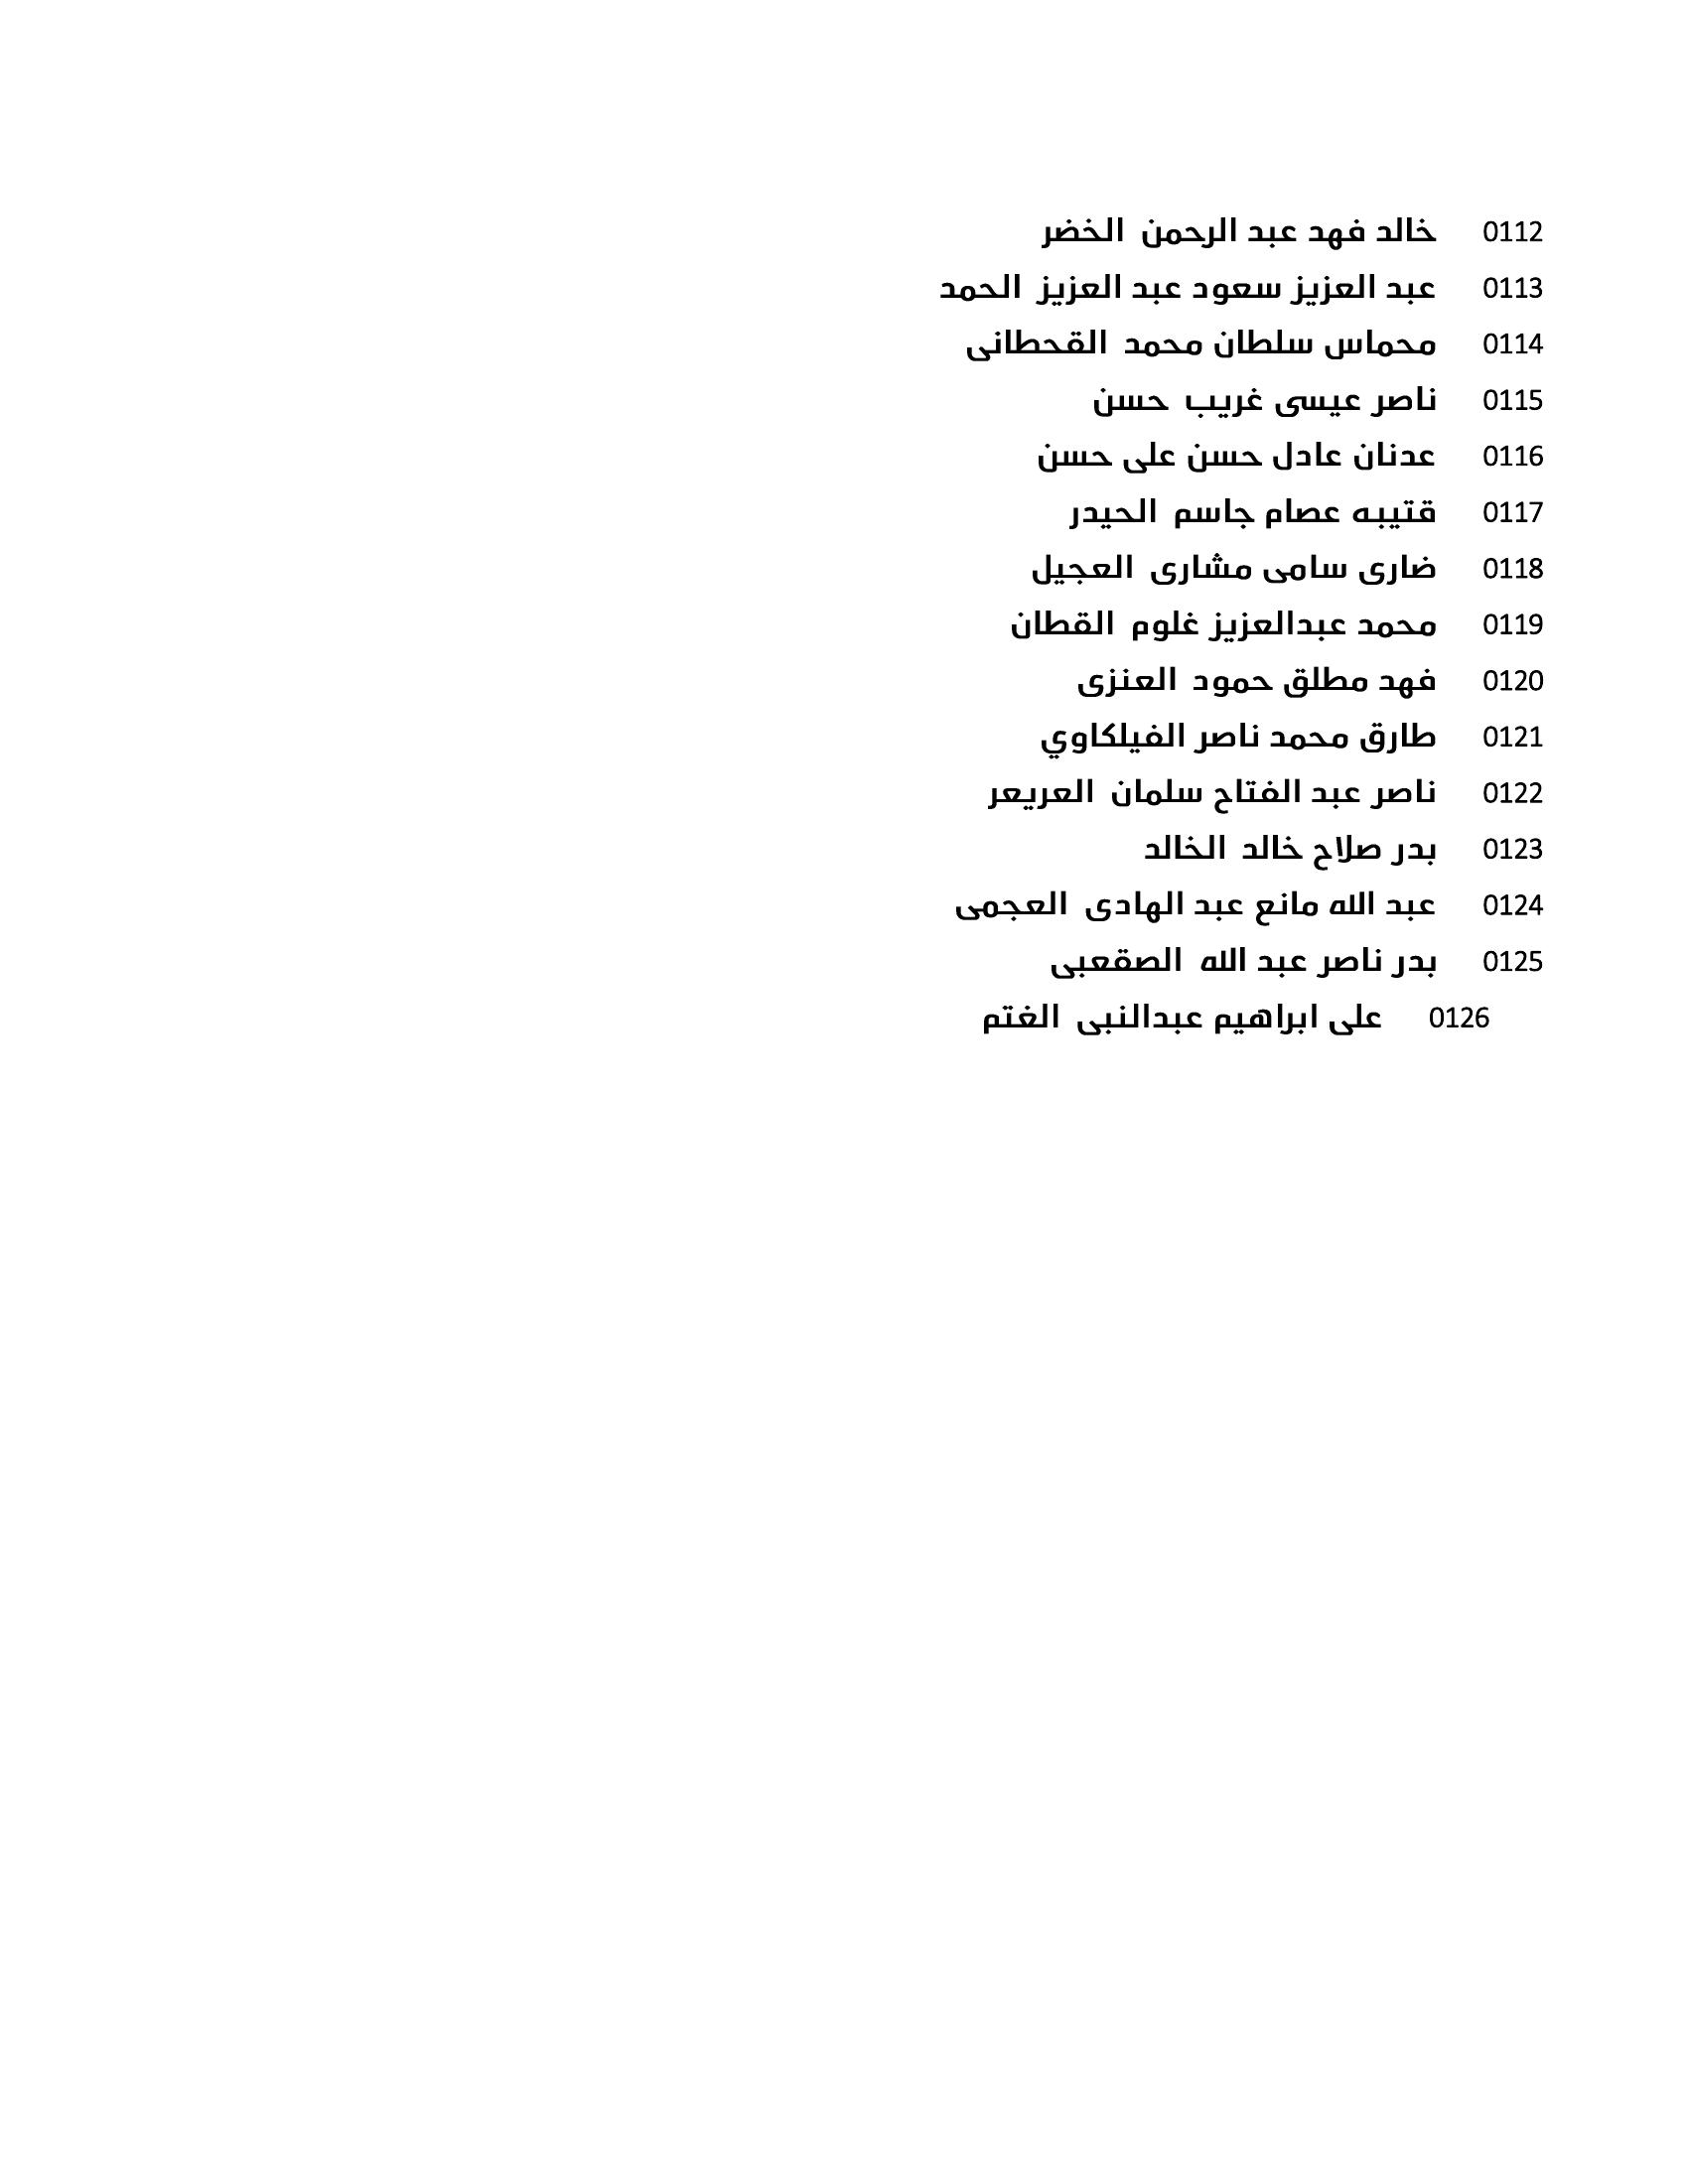 0112 خالد فهد عبد الرحمن الخضر
0113 عبد العزيز سعود عبد العزيز الحمد
0114 محماس سلطان محمد القحطانى
0115 ناصر عيسى غريب حسن
0116 عدنان عادل حسن على حسن
0117 قتيبه عصام جاسم الحيدر
0118 ضارى سامى مشارى العجيل
0119 محمد عبدالعزيز غلوم القطان
0120 فهد مطلق حمود العنزى
0121 طارق محمد ناصر الفيلكاوي
0122 ناصر عبد الفتاح سلمان العريعر
0123 بدر صلاح خالد الخالد
0124 عبد الله مانع عبد الهادى العجمى
0125 بدر ناصر عبد الله الصقعبى
0126 على ابراهيم عبدالنبى الغتم